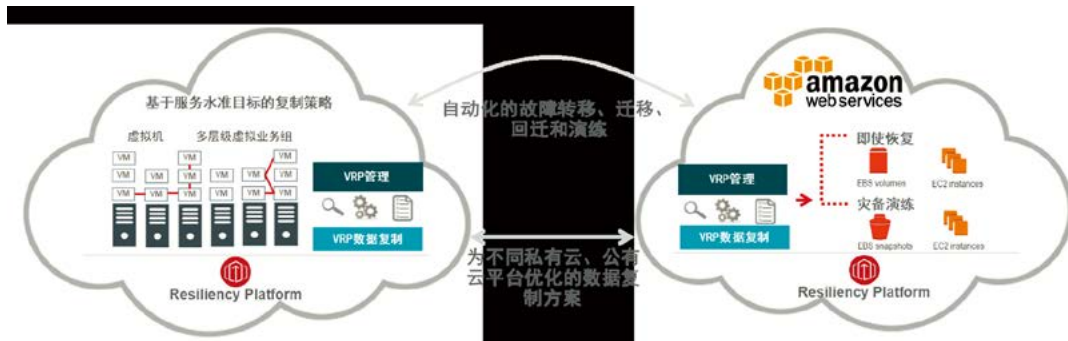 基于服务水准目标的复制策略
虚拟机
多层级虚拟业务组
VM
VM
VM
VM
VM
VM
VM
VM
VM
VM
VM
VM
VRP管理
VRP数据复制
Resiliency Platform
自动化的故障转移、迁移、
回迁和演练
为不同私有云、公有
云平台优化的数据复
制方案
amazon
web services
VRP管理
VRP数据复制
即使恢复
EBS volumes
EC2 instances
灾备演练
EBS snapshots
EC2 instances
Resiliency Platform